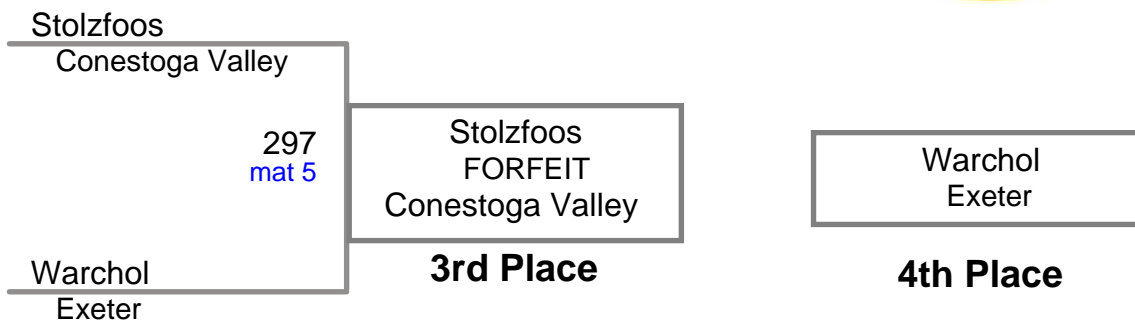 Stolzfoos
Conestoga Valley
297
mat 5
Stolzfoos
FORFEIT
Conestoga Valley
3rd Place
Warchol
Exeter
Warchol
Exeter
4th Place